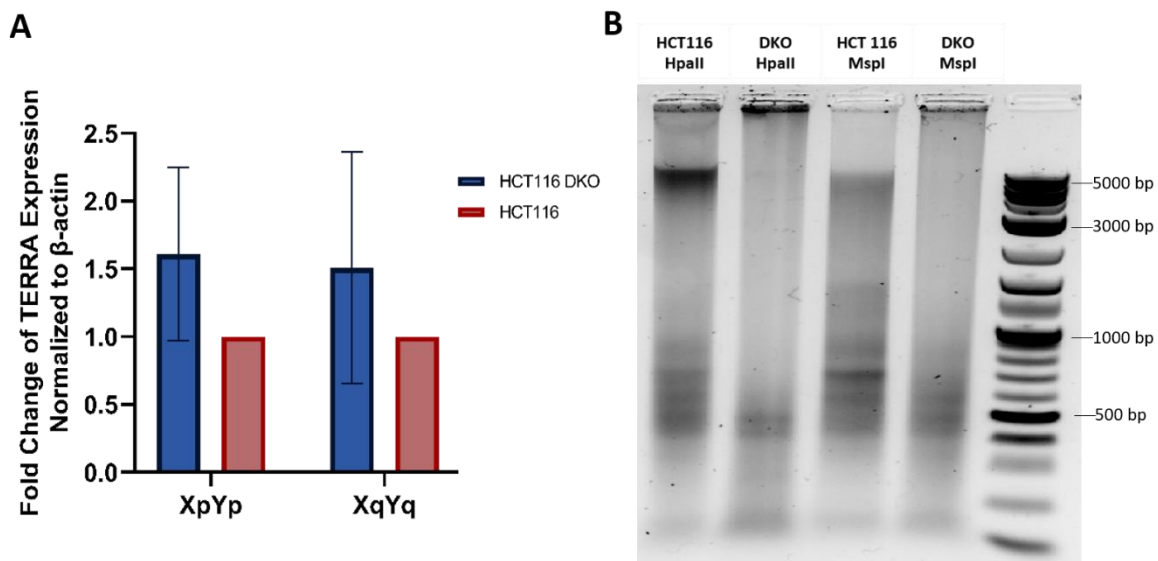 A
Fold Change of TERRA Expression
Normalized to β-actin
2.5
2.0
1.5
1.0
0.5
0.0
XpYp
XqYq
HCT116 DKO
HCT116
B
HCT116
HpaII
DKO
HpaII
HCT 116
MspI
DKO
MspI
5000 bp
3000 bp
1000 bp
500 bp